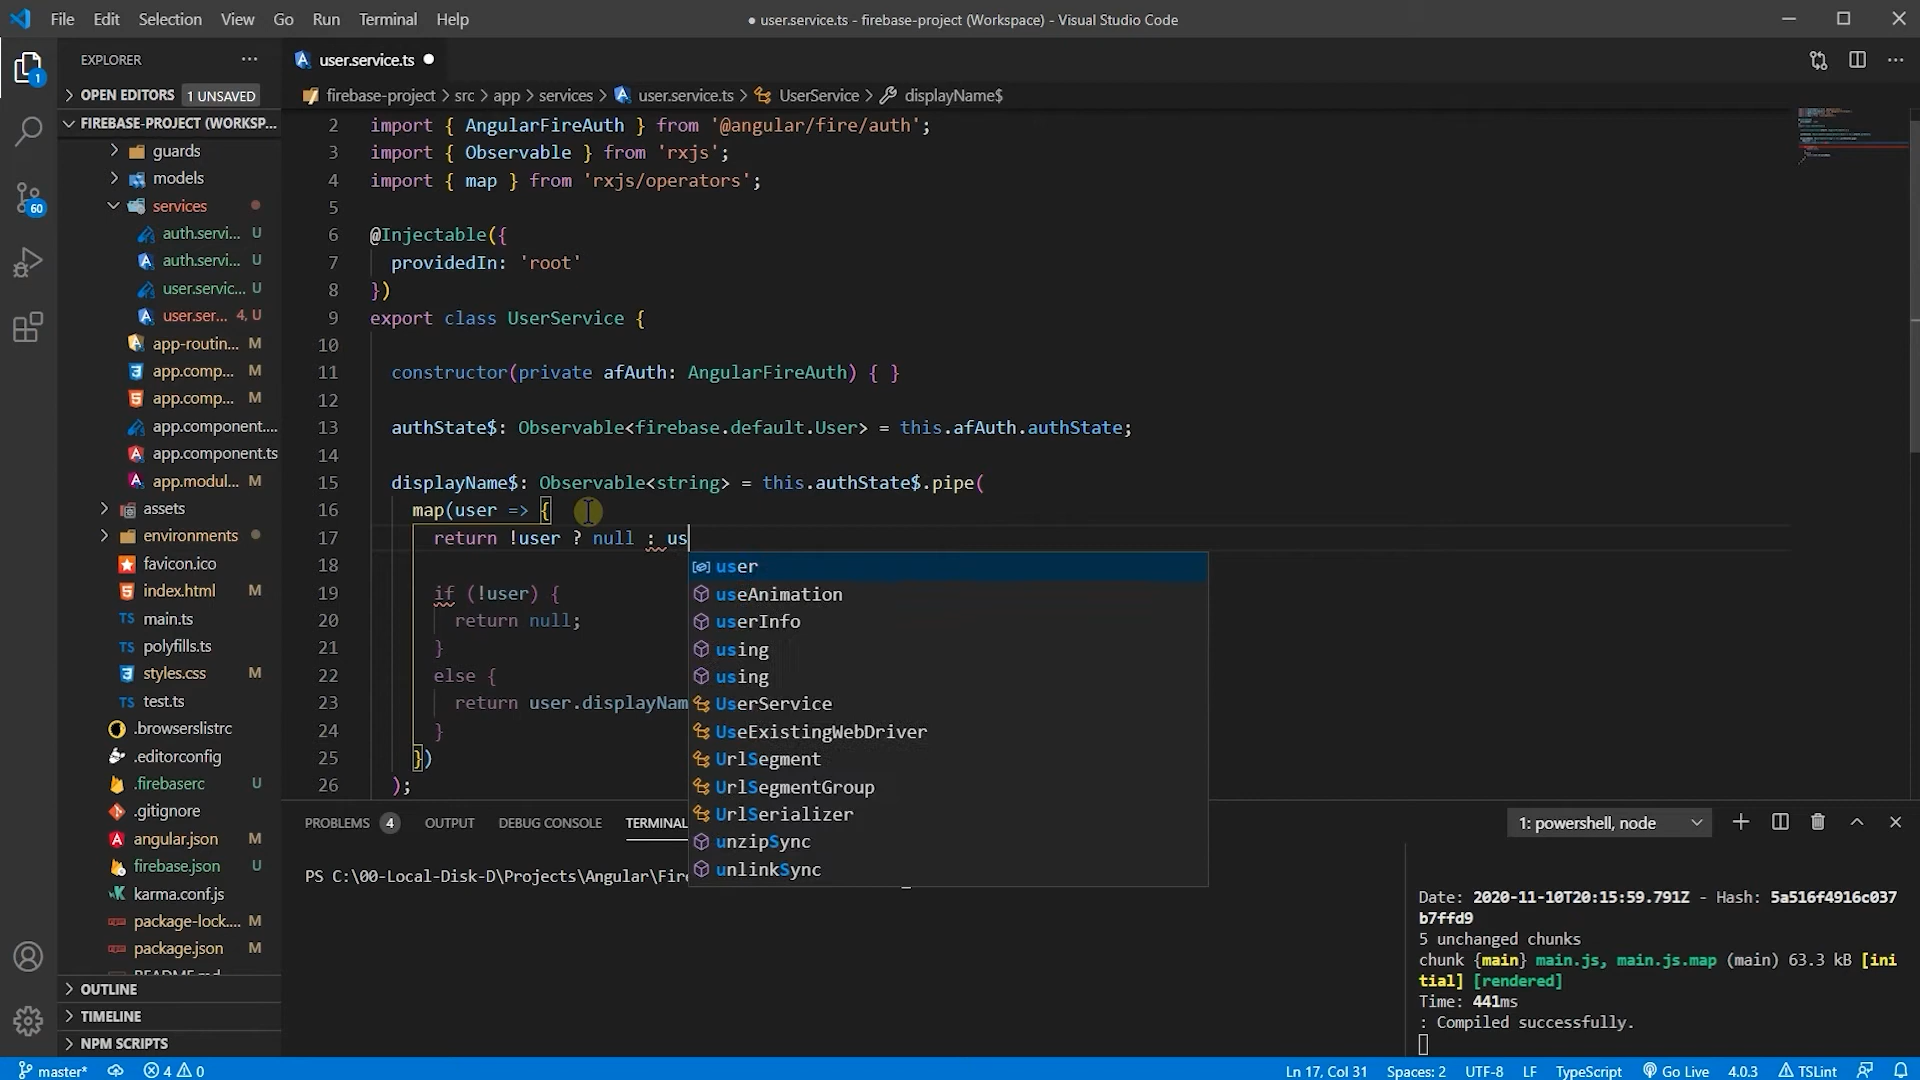 File Edit Selection View Go Run Terminal Help
● user.service.ts - firebase-project (Workspace) - Visual Studio Code
EXPLORER
user.service.ts
OPEN EDITORS 1 UNSAVED
firebase-project > src > app > services > user.service.ts > UserService > displayName$
FIREBASE-PROJECT (WORKSP...
guards
models
services
auth.servi... U
auth.servi... U
user.servic... U
user.ser... 4, U
app-routin... M
app.comp... M
app.comp... M
app.component....
app.component.ts
app.modul... M
assets
environments
favicon.ico
index.html M
main.ts
polyfills.ts
styles.css M
test.ts
.browserslistrc
.editorconfig
.firebaserc U
.gitignore
angular.json M
firebase.json U
karma.conf.js
package-lock.... M
package.json M
README.md
OUTLINE
TIMELINE
NPM SCRIPTS
1
60
2 import { AngularFireAuth } from '@angular/fire/auth';
3 import { Observable } from 'rxjs';
4 import { map } from 'rxjs/operators';
5
6 @Injectable({
7 providedIn: 'root'
8 })
9 export class UserService {
10
11 constructor(private afAuth: AngularFireAuth) { }
12
13 authState$: Observable<firebase.default.User> = this.afAuth.authState;
14
15 displayName$: Observable<string> = this.authState$.pipe(
16 map(user => {
17 return !user ? null : us
18
19 if (!user) {
20 return null;
21 }
22 else {
23 return user.displayNam
24 }
25 })
26 );
user
useAnimation
userInfo
using
using
UserService
UseExistingWebDriver
UrlSegment
UrlSegmentGroup
UrlSerializer
unzipSync
unlinkSync
PROBLEMS 4 OUTPUT DEBUG CONSOLE TERMINAL
1: powershell, node
PS C:\00-Local-Disk-D\Projects\Angular\Fir
Date: 2020-11-10T20:15:59.791Z - Hash: 5a516f4916c037
b7ffd9
5 unchanged chunks
chunk {main} main.js, main.js.map (main) 63.3 kB [ini
tial] [rendered]
Time: 441ms
: Compiled successfully.
master* 4 0
Ln 17, Col 31 Spaces: 2 UTF-8 LF TypeScript Go Live 4.0.3 TSLint